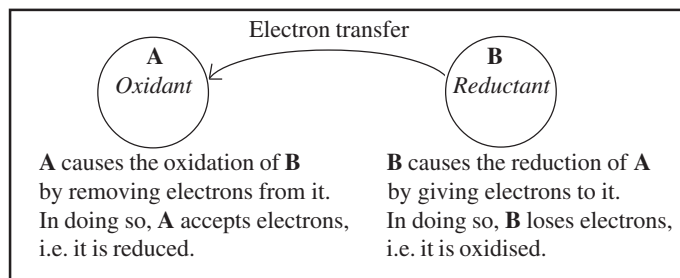 Electron transfer
A
Oxidant
B
Reductant
A causes the oxidation of B
by removing electrons from it.
In doing so, A accepts electrons,
i.e. it is reduced.
B causes the reduction of A
by giving electrons to it.
In doing so, B loses electrons,
i.e. it is oxidised.